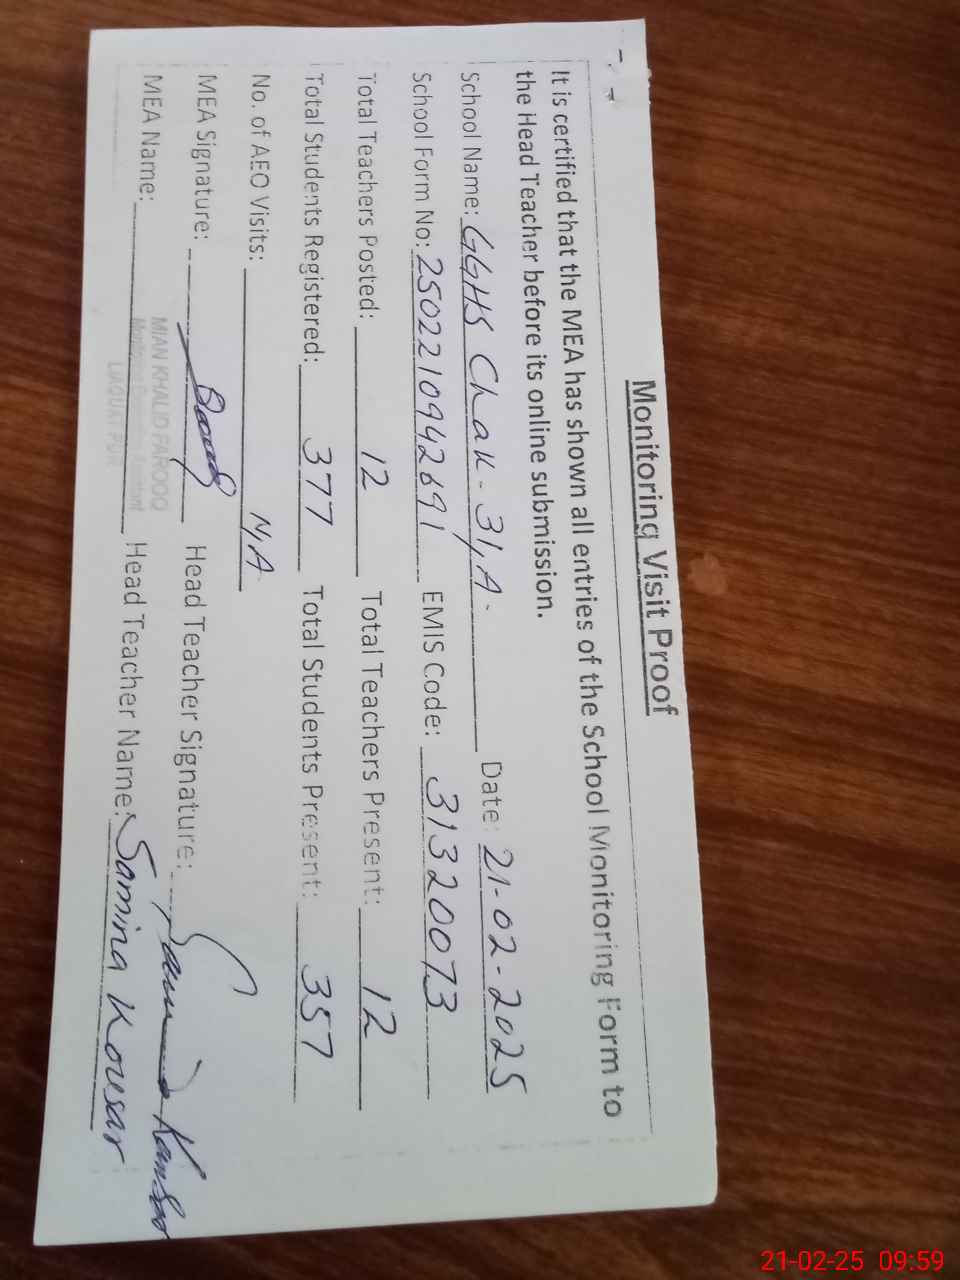 Monitoring Visit Proof
It is certified that the MEA has shown all entries of the School Monitoring Form to
the Head Teacher before its online submission.
School Name: GGHS Chak - 31/A. Date: 21-02-2025
School Form No: 2502210942691 EMIS Code: 31320073
Total Teachers Posted: 12 Total Teachers Present: 12
Total Students Registered: 377 Total Students Present: 357
No. of AEO Visits: N/A
MEA Signature: Head Teacher Signature: Samina Kousar
MEA Name: MIAN KHALID FAROOQ Head Teacher Name: Samina Kousar
LIAQUAT PUR
21-02-25 09:59